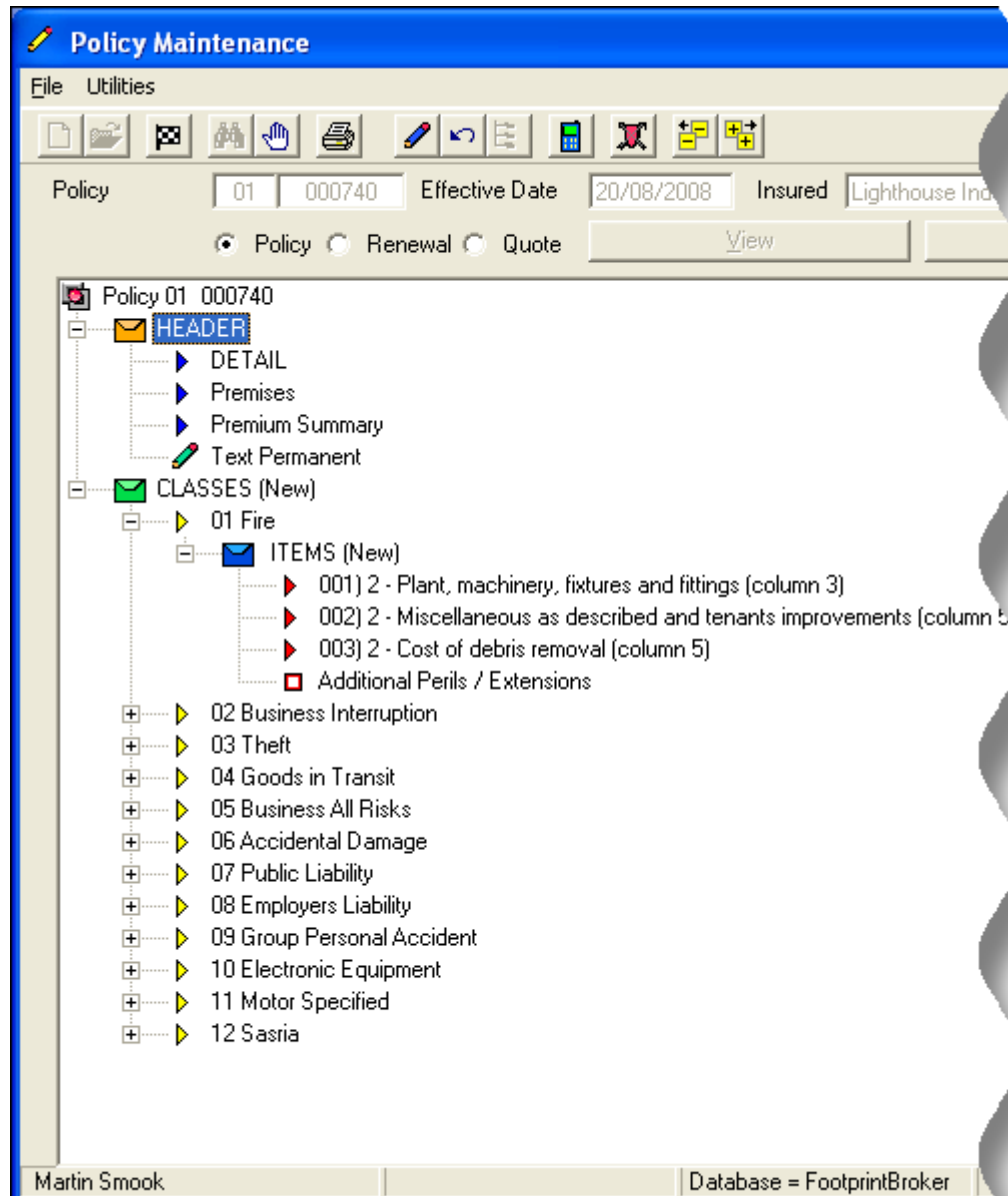 Policy Maintenance
File Utilities
Policy 01 000740 Effective Date 20/08/2008 Insured Lighthouse
Policy Renewal Quote View
Policy 01 000740
HEADER
DETAIL
Premises
Premium Summary
Text Permanent
CLASSES (New)
01 Fire
ITEMS (New)
001) 2 - Plant, machinery, fixtures and fittings (column 3)
002) 2 - Miscellaneous as described and tenants improvements (column
003) 2 - Cost of debris removal (column 5)
Additional Perils / Extensions
02 Business Interruption
03 Theft
04 Goods in Transit
05 Business All Risks
06 Accidental Damage
07 Public Liability
08 Employers Liability
09 Group Personal Accident
10 Electronic Equipment
11 Motor Specified
12 Sasria
Martin Smook Database = FootprintBroker